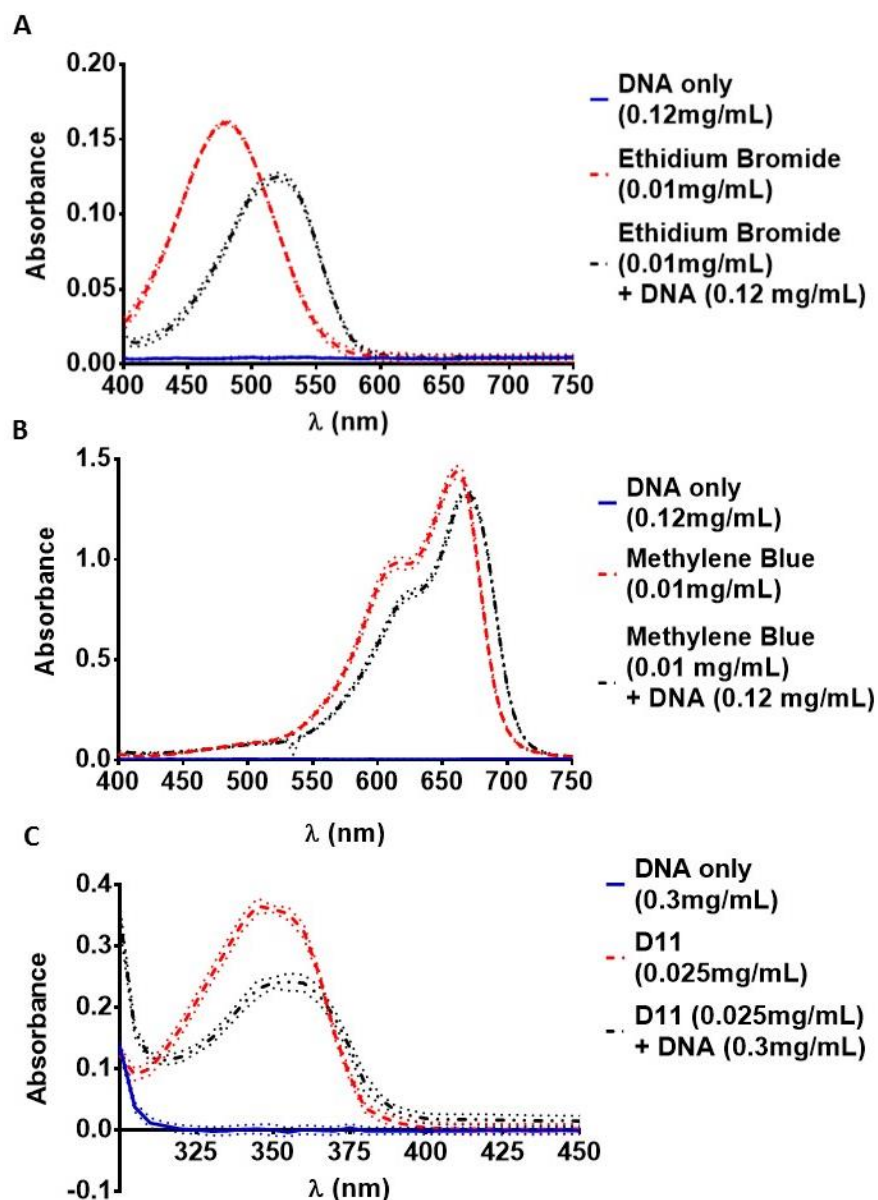 A
0.20
0.15
0.10
0.05
0.00
Absorbance
400 450 500 550 600 650 700 750
λ (nm)
DNA only
(0.12mg/mL)
Ethidium Bromide
(0.01mg/mL)
Ethidium Bromide
(0.01mg/mL)
+ DNA (0.12 mg/mL)
B
1.5
1.0
0.5
0.0
Absorbance
400 450 500 550 600 650 700 750
λ (nm)
DNA only
(0.12mg/mL)
Methylene Blue
(0.01mg/mL)
Methylene Blue
(0.01 mg/mL)
+ DNA (0.12 mg/mL)
C
0.4
0.3
0.2
0.1
0.0
-0.1
Absorbance
325 350 375 400 425 450
λ (nm)
DNA only
(0.3mg/mL)
D11
(0.025mg/mL)
D11 (0.025mg/mL)
+ DNA (0.3mg/mL)